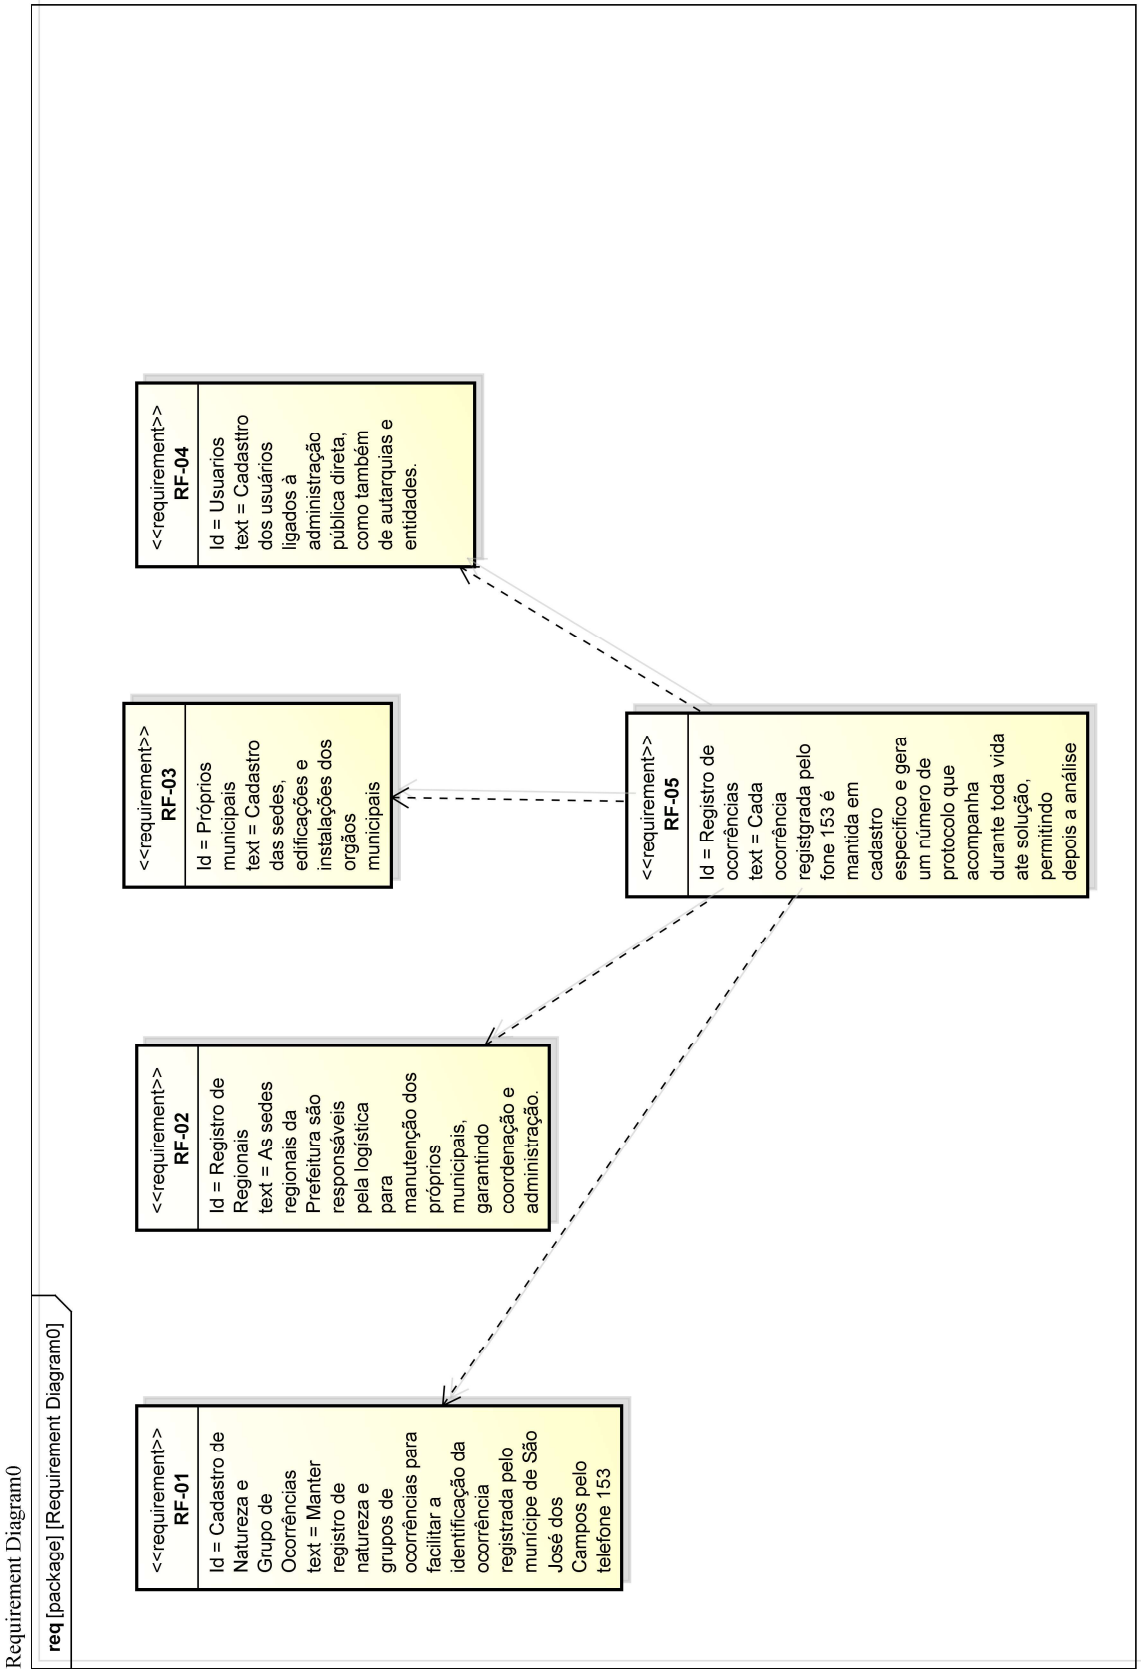 Requirement Diagram0
req [package] [Requirement Diagram0]
<<requirement>>
RF-01
Id = Cadastro de
Natureza e
Grupo de
Ocorrências
text = Manter
registro de
natureza e
grupos de
ocorrências para
facilitar a
identificação da
ocorrência
registrada pelo
munícipe de São
José dos
Campos pelo
telefone 153
<<requirement>>
RF-02
Id = Registro de
Regionais
text = As sedes
regionais da
Prefeitura são
responsáveis
pela logística
para
manutenção dos
próprios
municipais,
garantindo
coordenação e
administração.
<<requirement>>
RF-03
Id = Próprios
municipais
text = Cadastro
das sedes,
edificações e
instalações dos
orgãos
municipais
<<requirement>>
RF-04
Id = Usuarios
text = Cadasttro
dos usuários
ligados à
administração
pública direta,
como também
de autarquias e
entidades.
<<requirement>>
RF-05
Id = Registro de
ocorrências
text = Cada
ocorrência
registgrada pelo
fone 153 é
mantida em
cadastro
especifico e gera
um número de
protocolo que
acompanha
durante toda vida
ate solução,
permitindo
depois a análise